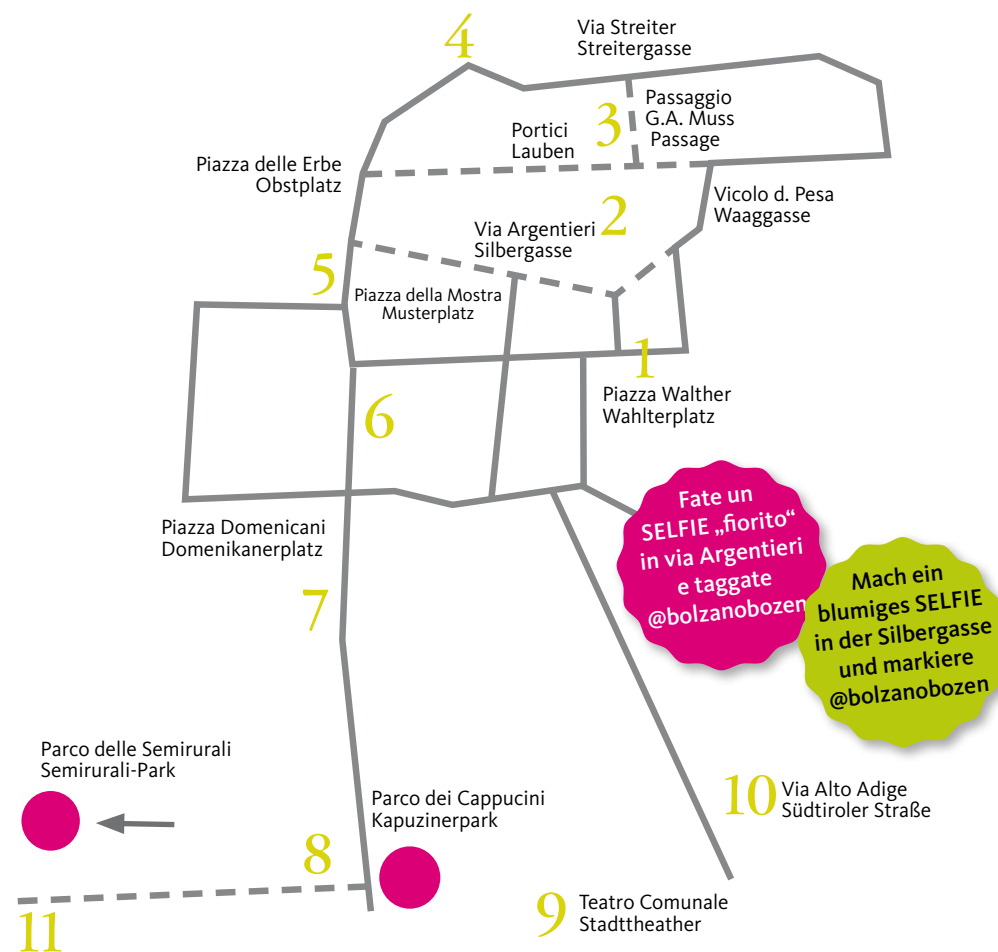 4
Via Streiter
Streitergasse
3
Passaggio
G.A. Muss
Passage
Portici
Lauben
Piazza delle Erbe
Obstplatz
Vicolo d. Pesa
Waaggasse
2
Via Argentieri
Silbergasse
5
Piazza della Mostra
Musterplatz
1
Piazza Walther
Wahlterplatz
6
Fate un
SELFIE „fiorito“
in via Argentieri
e taggate
@bolzanobozen
Piazza Domenicani
Domenikanerplatz
Mach ein
blumiges SELFIE
in der Silbergasse
und markiere
@bolzanobozen
7
Parco delle Semirurali
Semirurali-Park
10
Via Alto Adige
Südtiroler Straße
Parco dei Cappucini
Kapuzinerpark
8
9
Teatro Comunale
Stadttheather
11